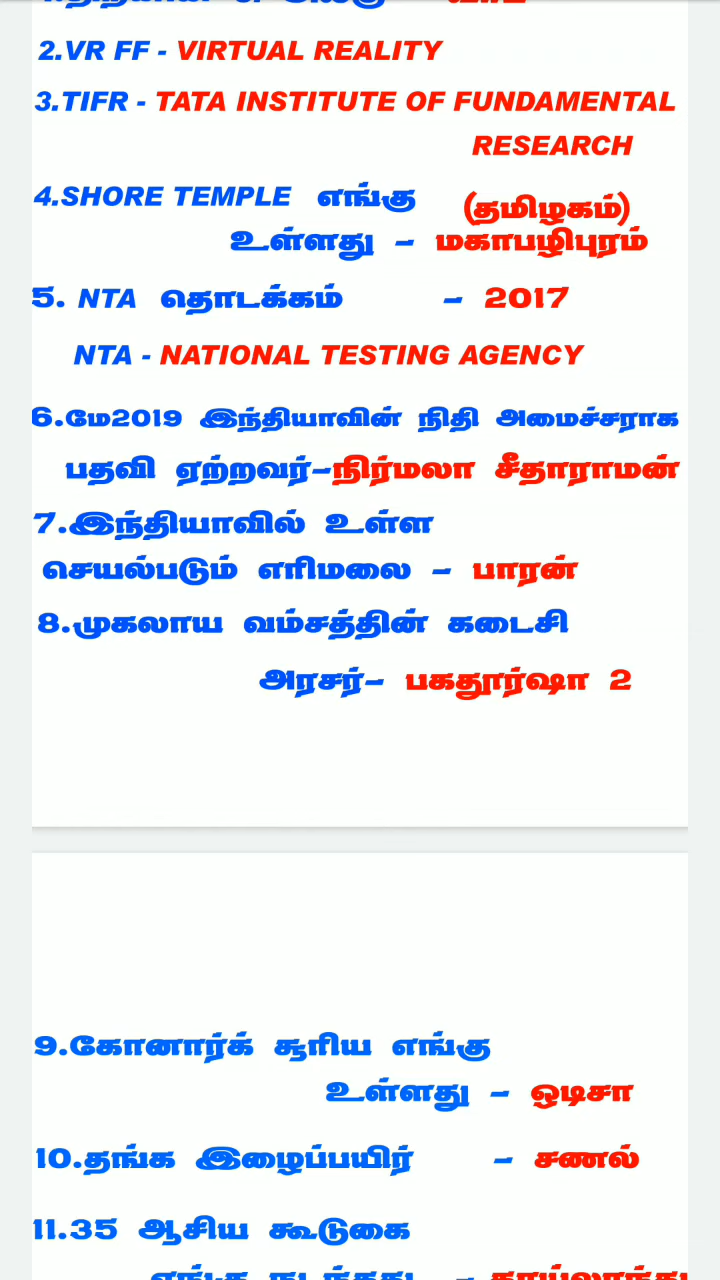 2.VR FF - VIRTUAL REALITY
3.TIFR - TATA INSTITUTE OF FUNDAMENTAL
RESEARCH
4.SHORE TEMPLE எங்கு (தமிழகம்)
உள்ளது - மகாபழிபுரம்
5. NTA தொடக்கம் - 2017
NTA - NATIONAL TESTING AGENCY
6.மே2019 இந்தியாவின் நிதி அமைச்சராக
பதவி ஏற்றவர்-நிர்மலா சீதாராமன்
7.இந்தியாவில் உள்ள
செயல்படும் எரிமலை - பாரன்
8.முகலாய வம்சத்தின் கடைசி
அரசர்- பகதூர்ஷா 2
9.கோனார்க் சூரிய எங்கு
உள்ளது - ஒடிசா
10.தங்க இழைப்பயிர் - சணல்
11.35 ஆசிய கூடுகை
எங்கு நடந்தது - தாய்லாந்து